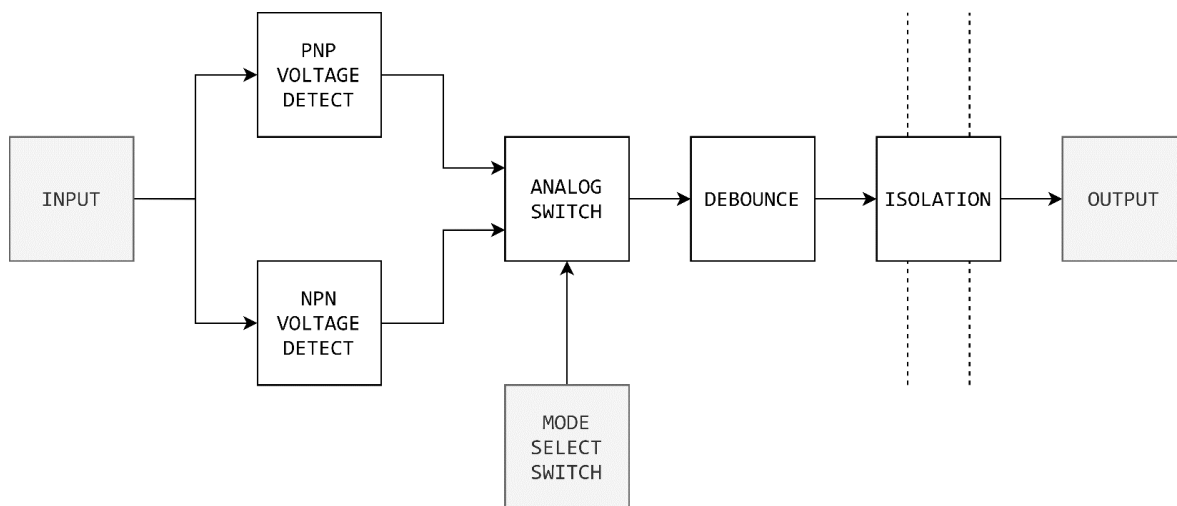 PNP
VOLTAGE
DETECT
INPUT
ANALOG
SWITCH
DEBOUNCE
ISOLATION
OUTPUT
NPN
VOLTAGE
DETECT
MODE
SELECT
SWITCH